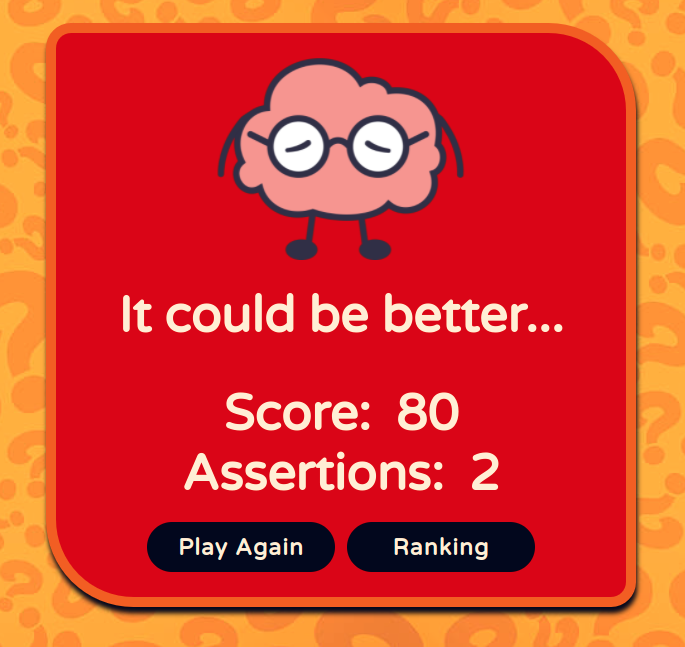 It could be better...
Score: 80
Assertions: 2
Play Again
Ranking